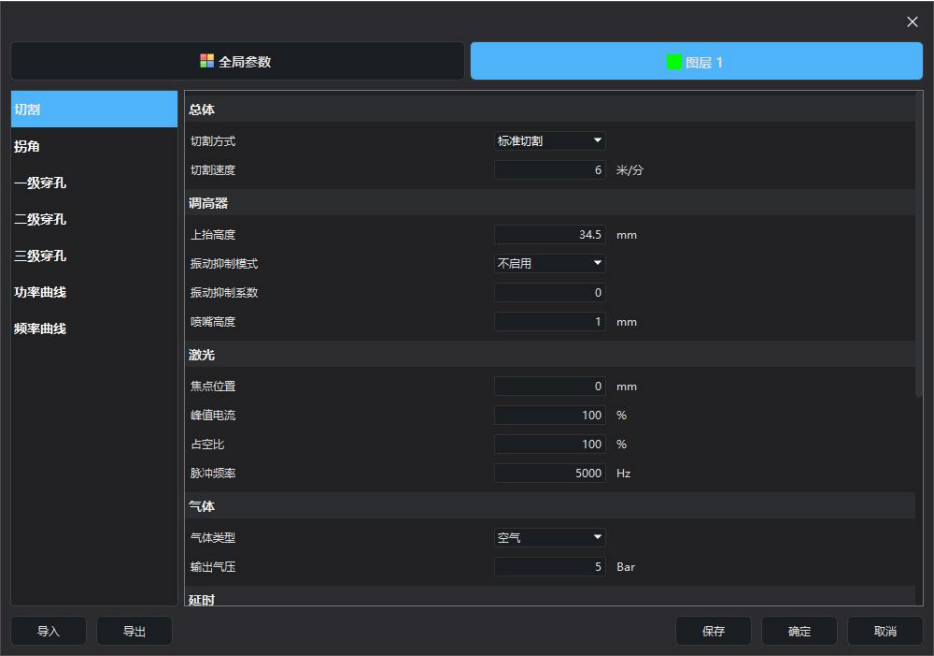 全局参数
图层 1
切割
拐角
一级穿孔
二级穿孔
三级穿孔
功率曲线
频率曲线
总体
切割方式 标准切割
切割速度 6 米/分
调高器
上抬高度 34.5 mm
振动抑制模式 不启用
振动抑制系数 0
喷嘴高度 1 mm
激光
焦点位置 0 mm
峰值电流 100 %
占空比 100 %
脉冲频率 5000 Hz
气体
气体类型 空气
输出气压 5 Bar
延时
导入 导出 保存 确定 取消